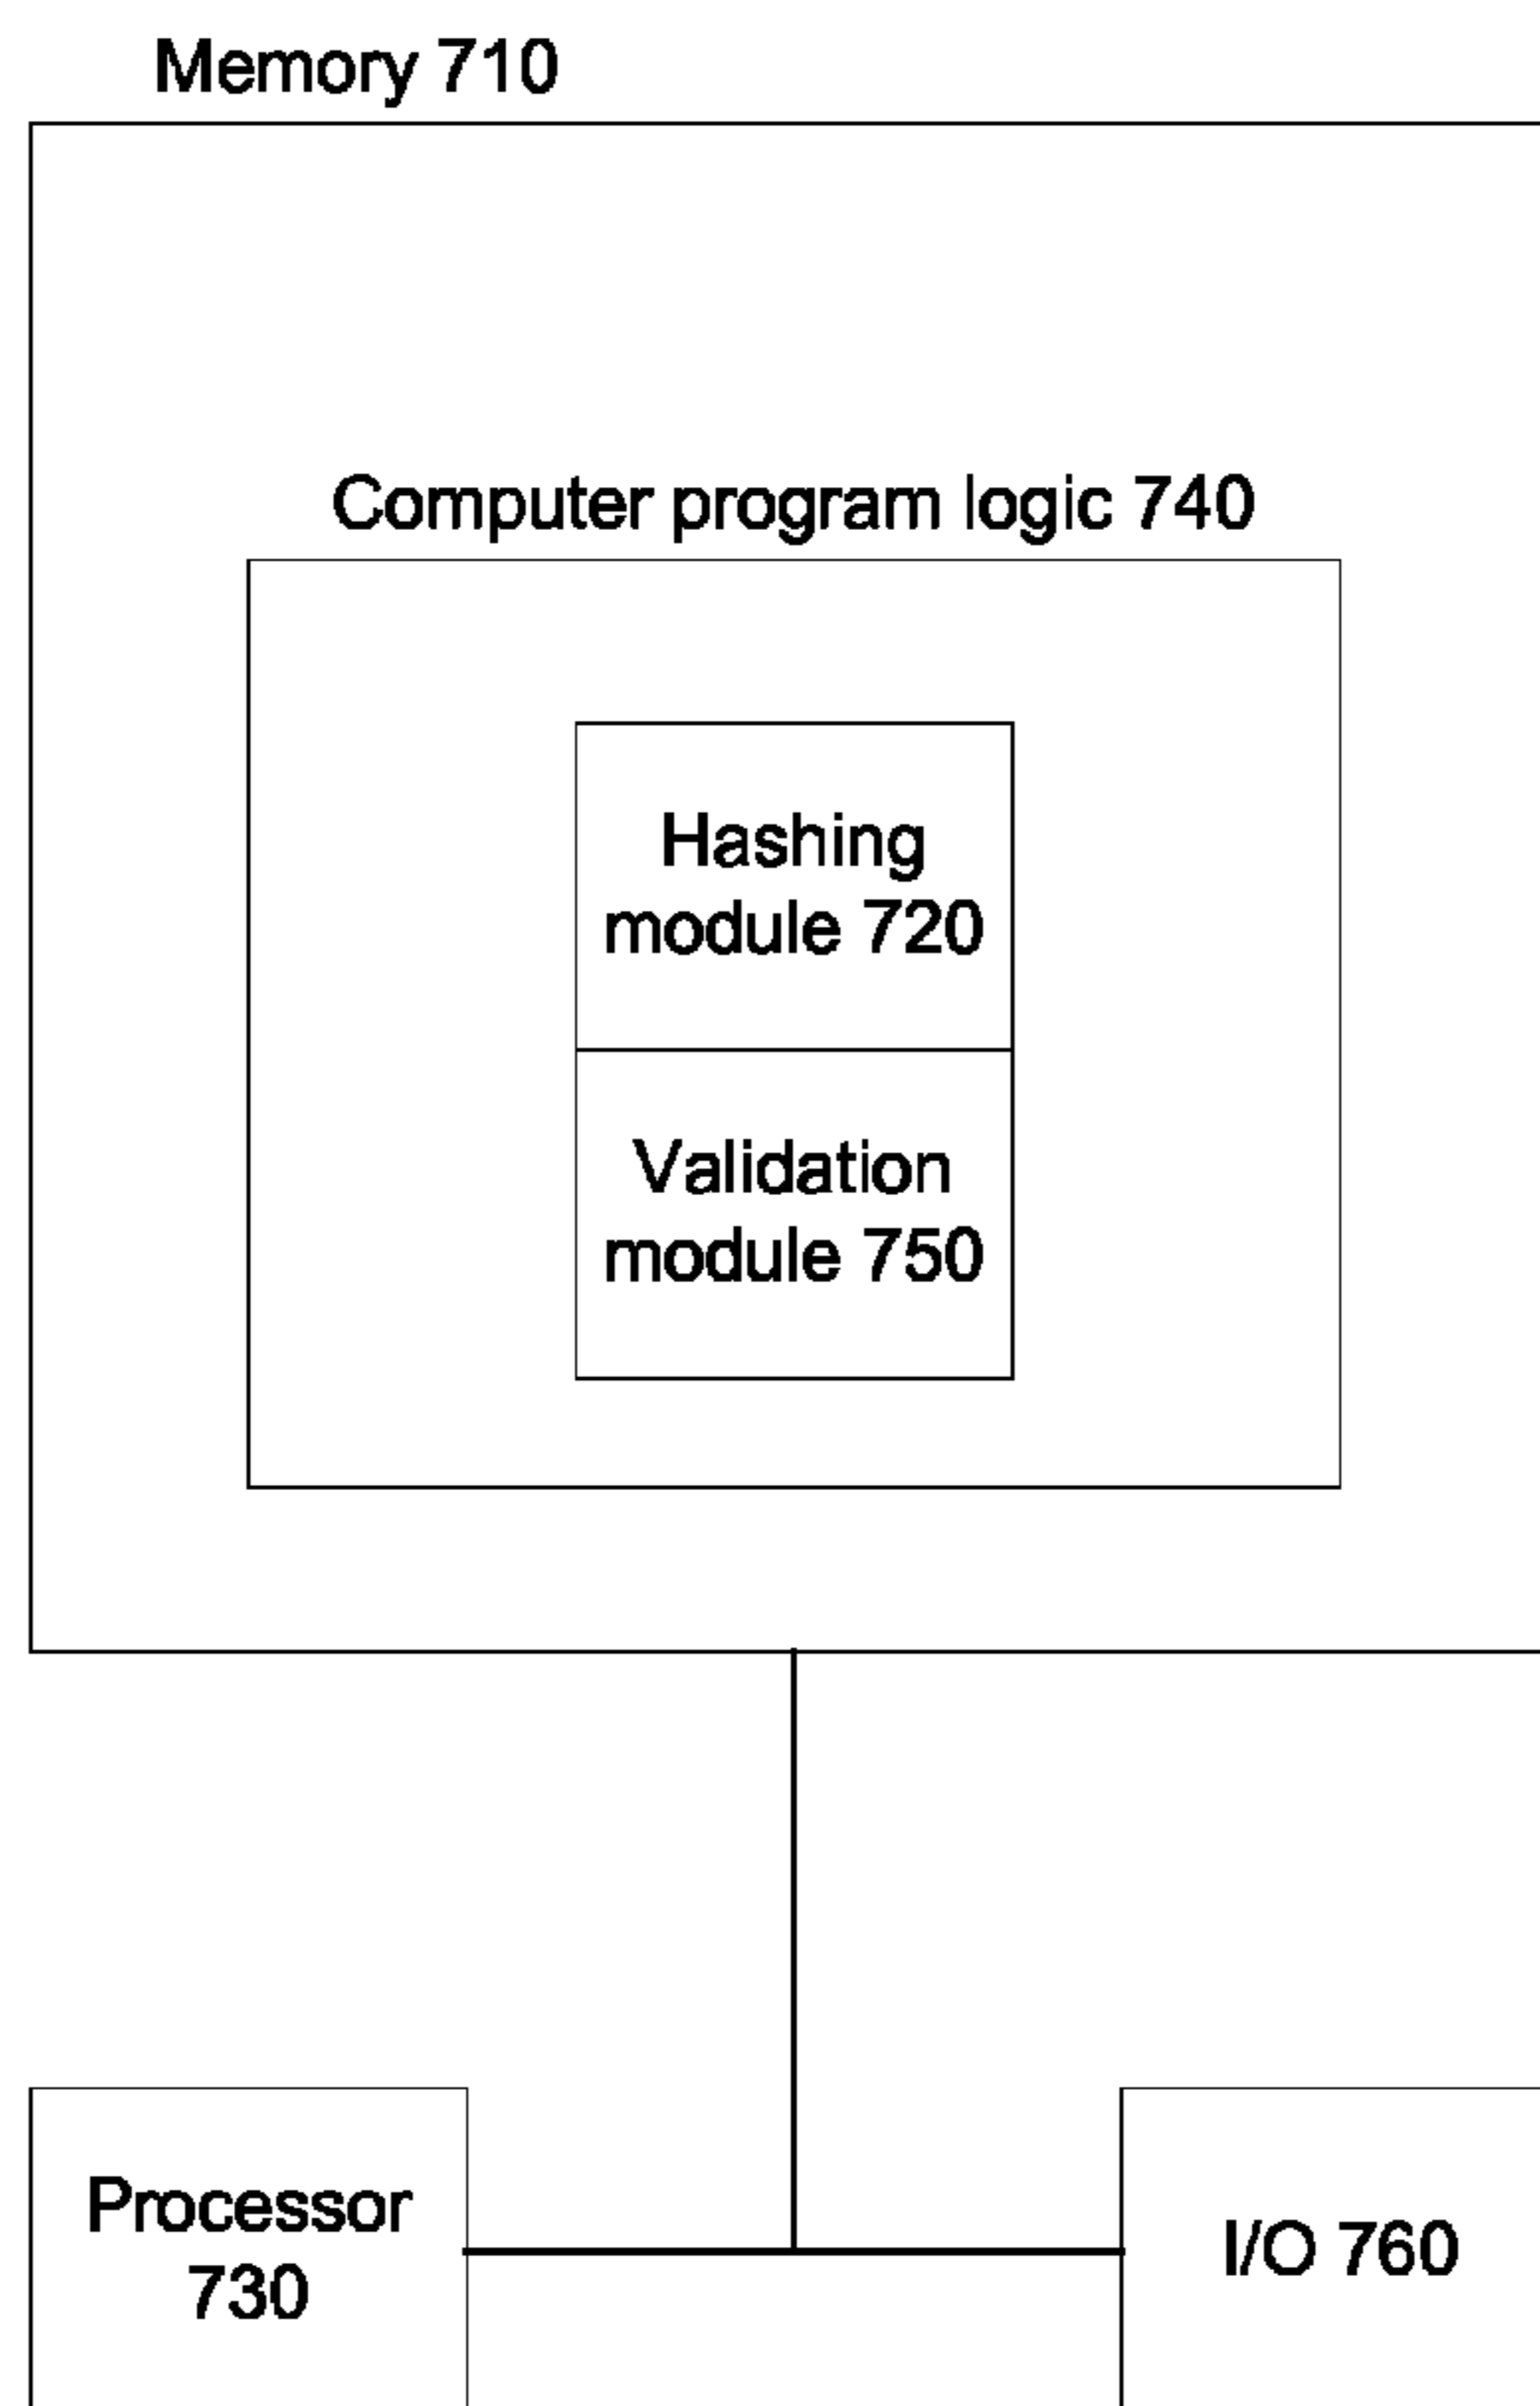 Memory 710
Computer program logic 740
Hashing
module 720
Validation
module 750
Processor
730
I/O 760